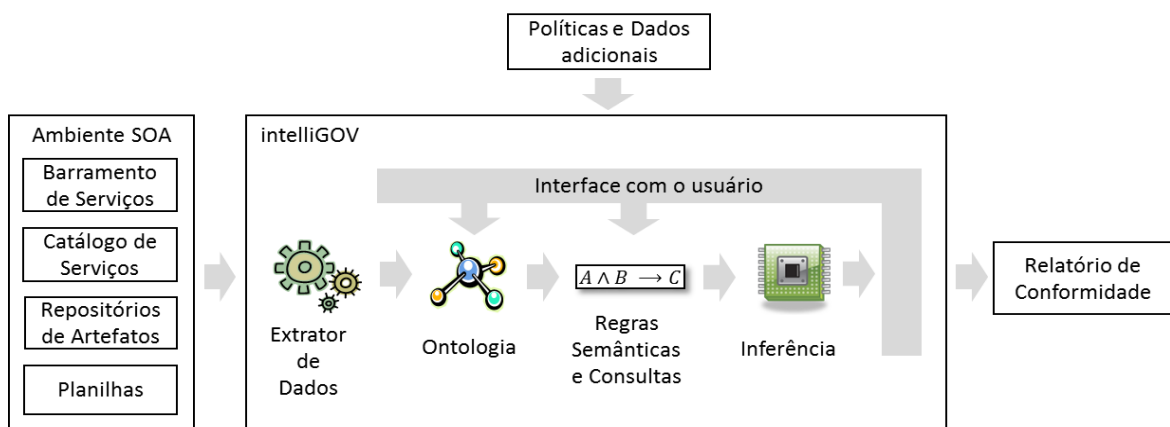 Políticas e Dados
adicionais
Ambiente SOA
Barramento
de Serviços
Catálogo de
Serviços
Repositórios
de Artefatos
Planilhas
intelliGOV
Interface com o usuário
Extrator
de
Dados
Ontologia
A ∧ B → C
Regras
Semânticas
e Consultas
Inferência
Relatório de
Conformidade